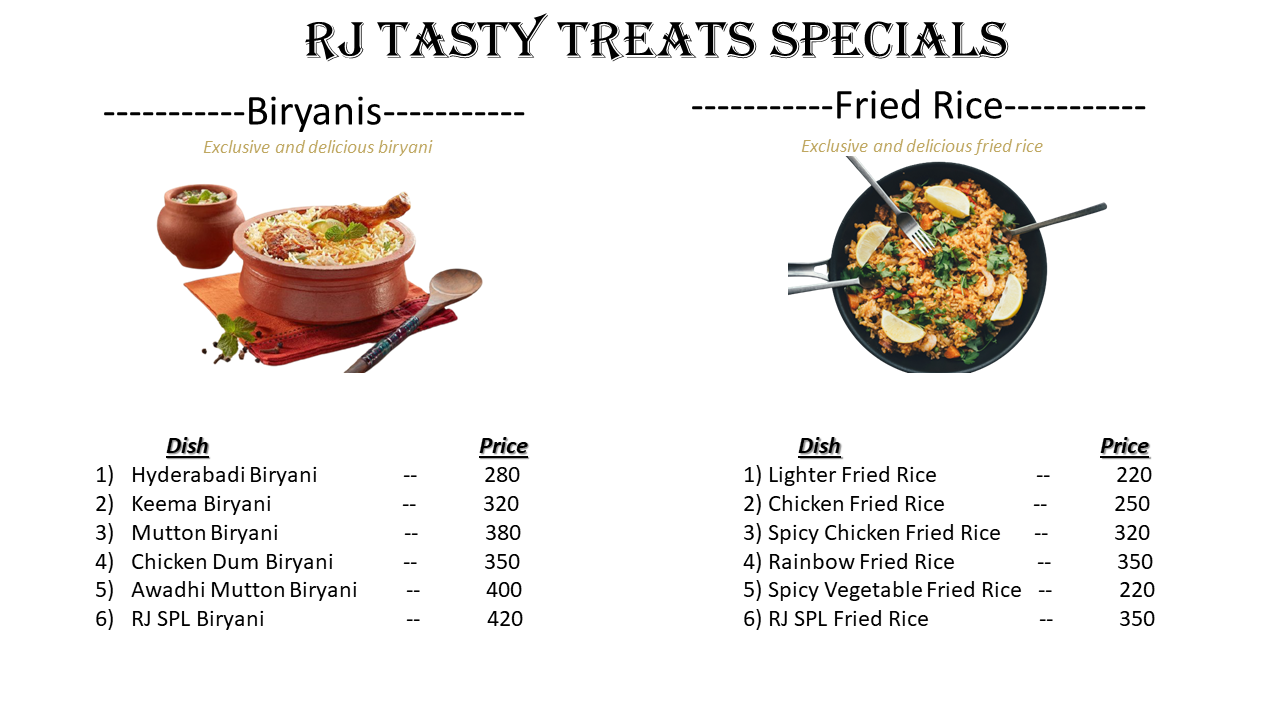 RJ TASTY TREATS SPECIALS
-----------Biryanis-----------
Exclusive and delicious biryani
Dish Price
1) Hyderabadi Biryani -- 280
2) Keema Biryani -- 320
3) Mutton Biryani -- 380
4) Chicken Dum Biryani -- 350
5) Awadhi Mutton Biryani -- 400
6) RJ SPL Biryani -- 420
-----------Fried Rice-----------
Exclusive and delicious fried rice
Dish Price
1) Lighter Fried Rice -- 220
2) Chicken Fried Rice -- 250
3) Spicy Chicken Fried Rice -- 320
4) Rainbow Fried Rice -- 350
5) Spicy Vegetable Fried Rice -- 220
6) RJ SPL Fried Rice -- 350